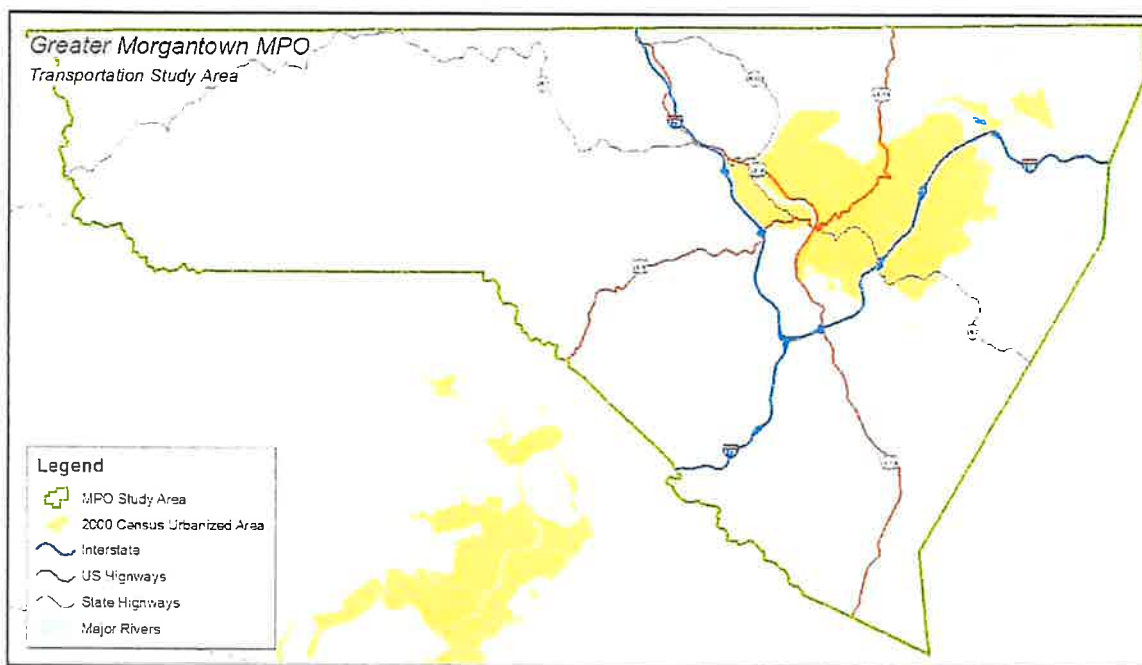 Greater Morgantown MPO
Transportation Study Area
Legend
MPO Study Area
2000 Census Urbanized Area
Interstate
US Highways
State Highways
Major Rivers